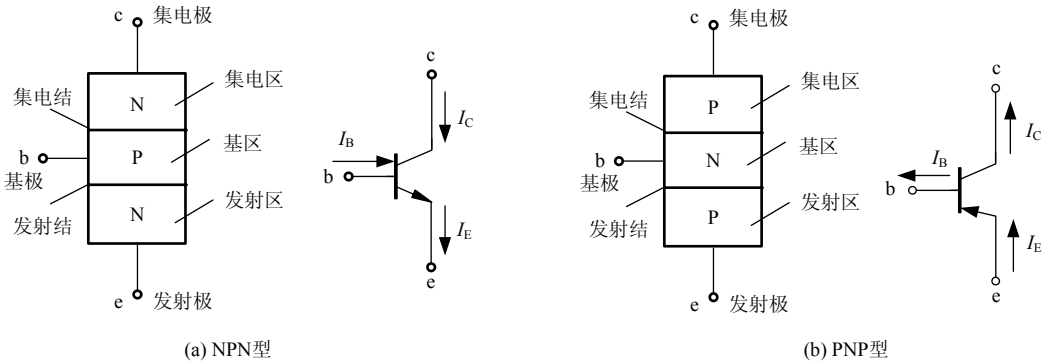 c 集电极
集电区
集电结
N
b
P
基区
基极
发射结
N
发射区
e 发射极
c
I_C
I_B
b
I_E
e
(a) NPN型
c 集电极
集电区
集电结
P
b
N
基区
基极
发射结
P
发射区
e 发射极
c
I_C
I_B
b
I_E
e
(b) PNP型